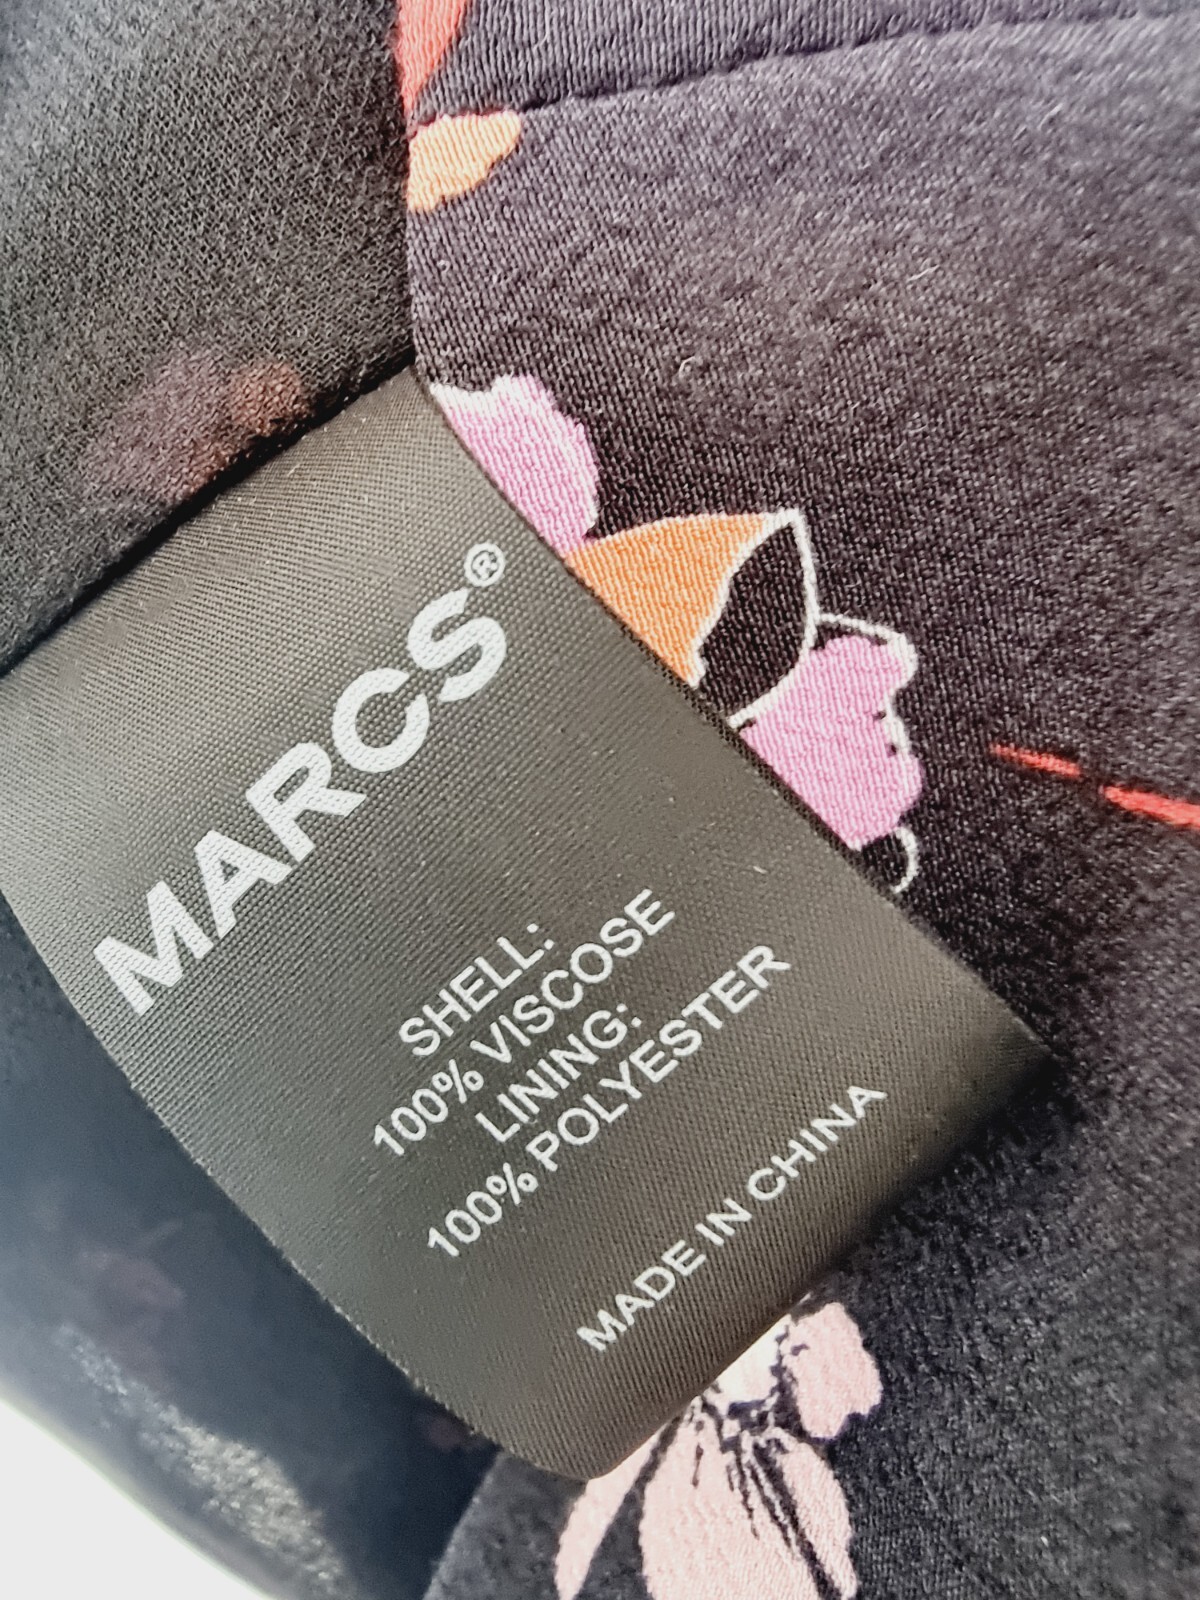 MARCS®
SHELL:
100% VISCOSE
LINING:
100% POLYESTER
MADE IN CHINA